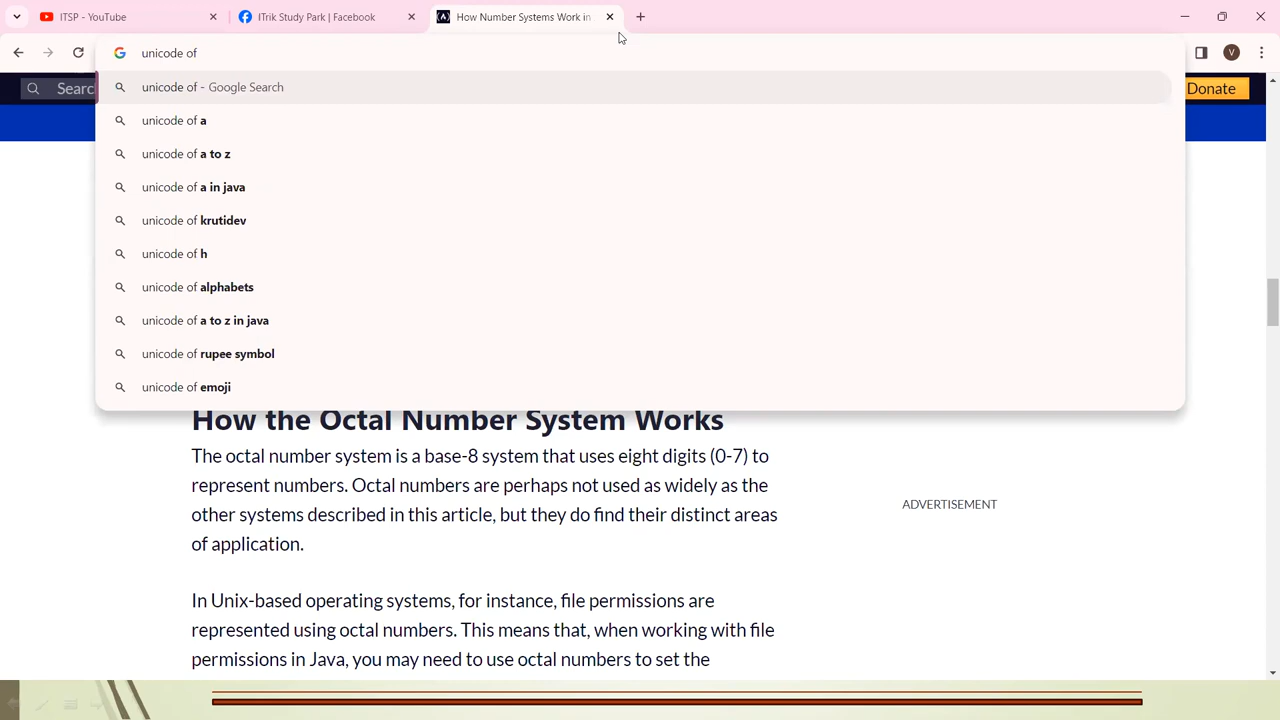 ITSP - YouTube
ITrik Study Park | Facebook
How Number Systems Work in
unicode of
V
Searc
Donate
unicode of - Google Search
unicode of a
unicode of a to z
unicode of a in java
unicode of krutidev
unicode of h
unicode of alphabets
unicode of a to z in java
unicode of rupee symbol
unicode of emoji
How the Octal Number System Works
The octal number system is a base-8 system that uses eight digits (0-7) to
represent numbers. Octal numbers are perhaps not used as widely as the
other systems described in this article, but they do find their distinct areas
of application.
ADVERTISEMENT
In Unix-based operating systems, for instance, file permissions are
represented using octal numbers. This means that, when working with file
permissions in Java, you may need to use octal numbers to set the